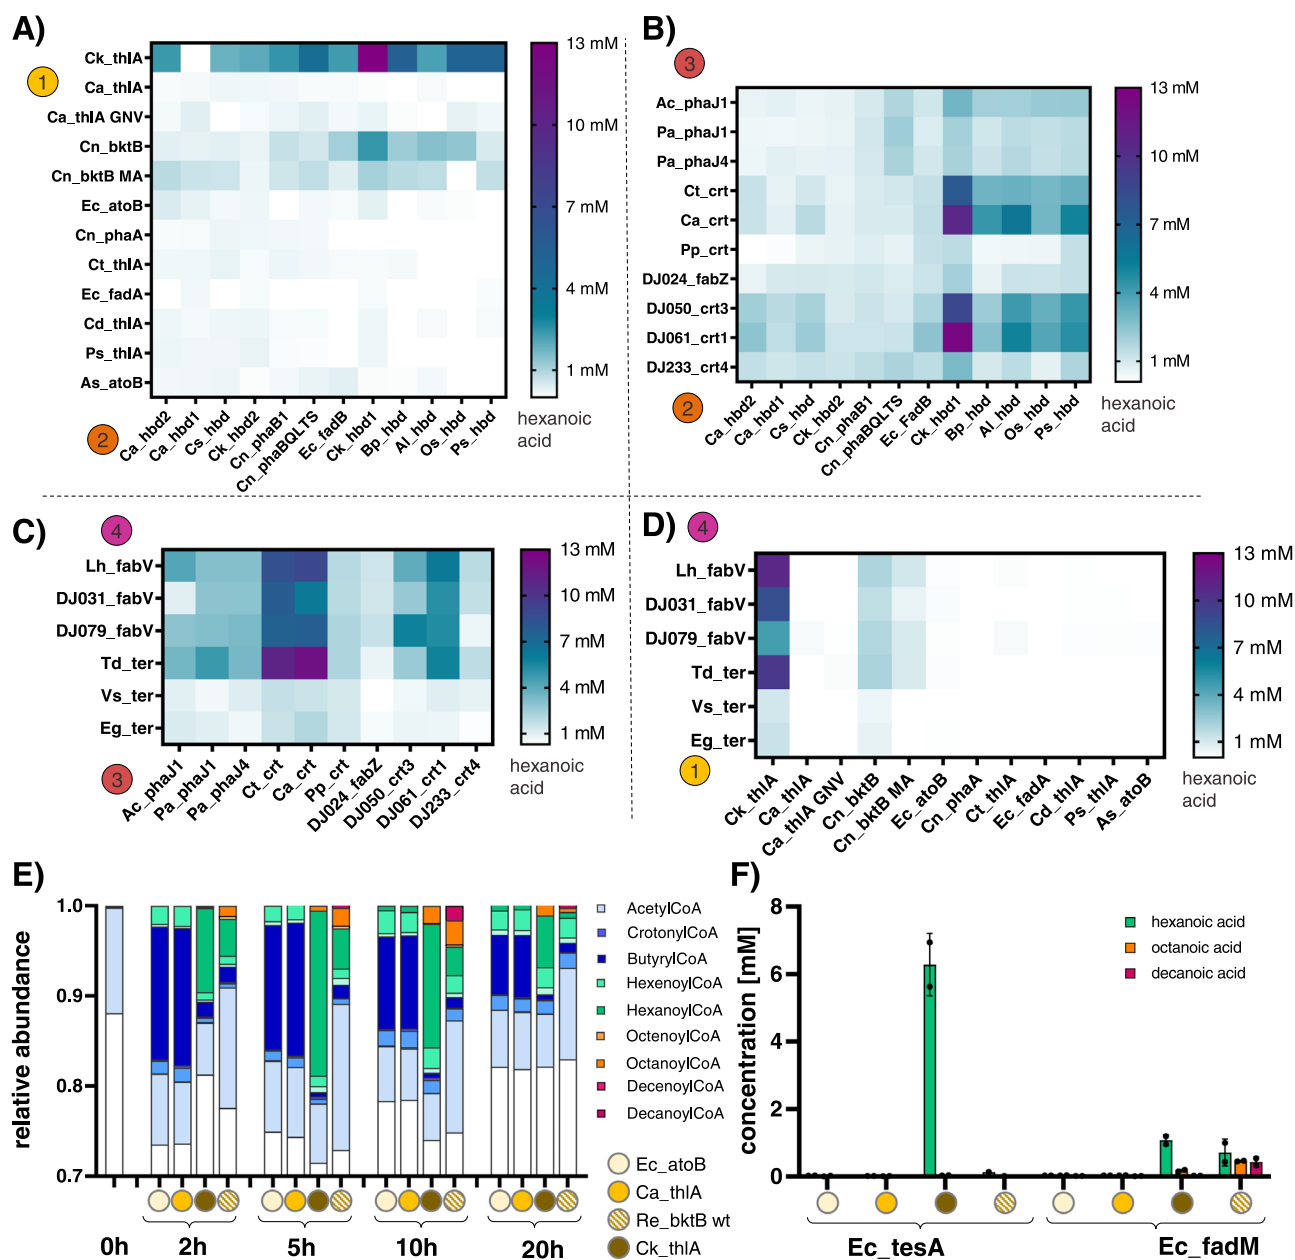 A)
1
Ck_thlA
Ca_thlA
Ca_thlA GNV
Cn_bktB
Cn_bktB MA
Ec_atoB
Cn_phaA
Ct_thlA
Ec_fadA
Cd_thlA
Ps_thlA
As_atoB
2
Ca_hbd2
Ca_hbd1
Cs_hbd
Ck_hbd2
Cn_phaB1
Cn_phaBQLTS
Ec_fadB
Ck_hbd1
Bp_hbd
Al_hbd
Os_hbd
Ps_hbd
13 mM
10 mM
7 mM
4 mM
1 mM
hexanoic
acid
B)
3
Ac_phaJ1
Pa_phaJ1
Pa_phaJ4
Ct_crt
Ca_crt
Pp_crt
DJ024_fabZ
DJ050_crt3
DJ061_crt1
DJ233_crt4
2
Ca_hbd2
Ca_hbd1
Cs_hbd
Ck_hbd2
Cn_phaB1
Cn_phaBQLTS
Ec_FadB
Ck_hbd1
Bp_hbd
Al_hbd
Os_hbd
Ps_hbd
13 mM
10 mM
7 mM
4 mM
1 mM
hexanoic
acid
C)
4
Lh_fabV
DJ031_fabV
DJ079_fabV
Td_ter
Vs_ter
Eg_ter
3
Ac_phaJ1
Pa_phaJ1
Pa_phaJ4
Ct_crt
Ca_crt
Pp_crt
DJ024_fabZ
DJ050_crt3
DJ061_crt1
DJ233_crt4
13 mM
10 mM
7 mM
4 mM
1 mM
hexanoic
acid
D)
4
Lh_fabV
DJ031_fabV
DJ079_fabV
Td_ter
Vs_ter
Eg_ter
1
Ck_thlA
Ca_thlA
Ca_thlA GNV
Cn_bktB
Cn_bktB MA
Ec_atoB
Cn_phaA
Ct_thlA
Ec_fadA
Cd_thlA
Ps_thlA
As_atoB
13 mM
10 mM
7 mM
4 mM
1 mM
hexanoic
acid
E)
relative abundance
1.0
0.9
0.8
0.7
0h
2h
5h
10h
20h
AcetylCoA
CrotonylCoA
ButyrylCoA
HexenoylCoA
HexanoylCoA
OctenoylCoA
OctanoylCoA
DecenoylCoA
DecanoylCoA
Ec_atoB
Ca_thlA
Re_bktB wt
Ck_thlA
F)
concentration [mM]
8
6
4
2
0
hexanoic acid
octanoic acid
decanoic acid
Ec_tesA
Ec_fadM